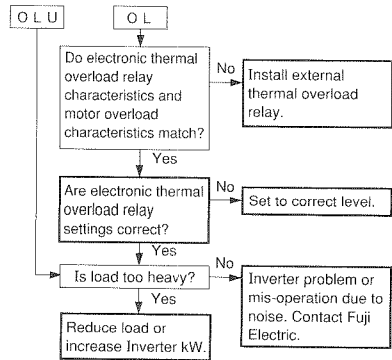 O L U
O L
Do electronic thermal
overload relay
characteristics and
motor overload
characteristics match?
No
Install external
thermal overload
relay.
Yes
Are electronic thermal
overload relay
settings correct?
No
Set to correct level.
Yes
Is load too heavy?
No
Inverter problem or
mis-operation due to
noise. Contact Fuji
Electric.
Yes
Reduce load or
increase Inverter kW.